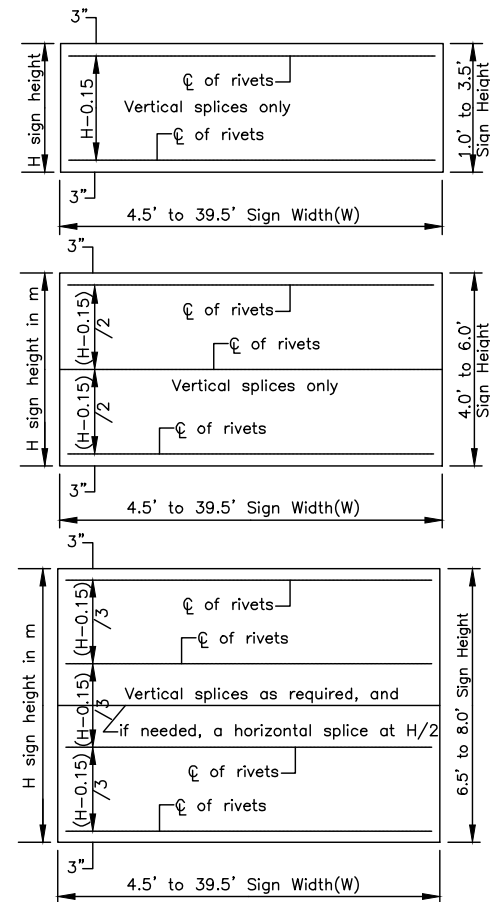 3"
H sign height
H-0.15
℄ of rivets
Vertical splices only
℄ of rivets
1.0' to 3.5'
Sign Height
3"
4.5' to 39.5' Sign Width(W)
3"
H sign height in m
(H-0.15)
/2
℄ of rivets
℄ of rivets
(H-0.15)
/2
Vertical splices only
℄ of rivets
4.0' to 6.0'
Sign Height
3"
4.5' to 39.5' Sign Width(W)
3"
H sign height in m
(H-0.15)
/3
℄ of rivets
℄ of rivets
(H-0.15)
/3
Vertical splices as required, and
if needed, a horizontal splice at H/2
(H-0.15)
/3
℄ of rivets
℄ of rivets
6.5' to 8.0' Sign Height
3"
4.5' to 39.5' Sign Width(W)